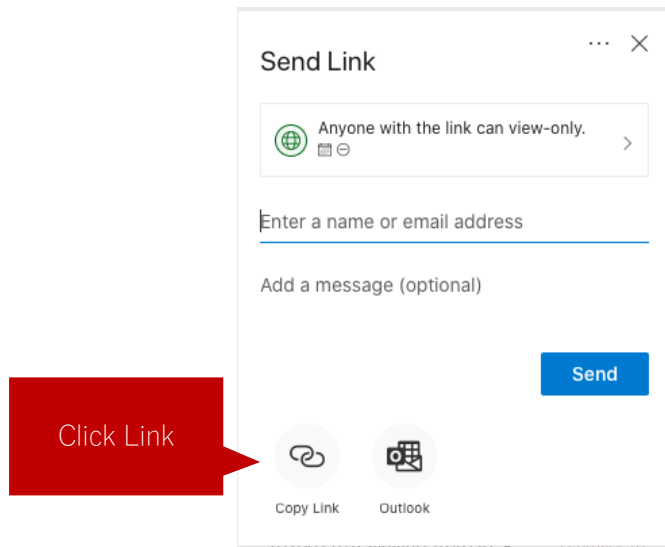 Send Link
Anyone with the link can view-only.
Enter a name or email address
Add a message (optional)
Send
Click Link
Copy Link
Outlook